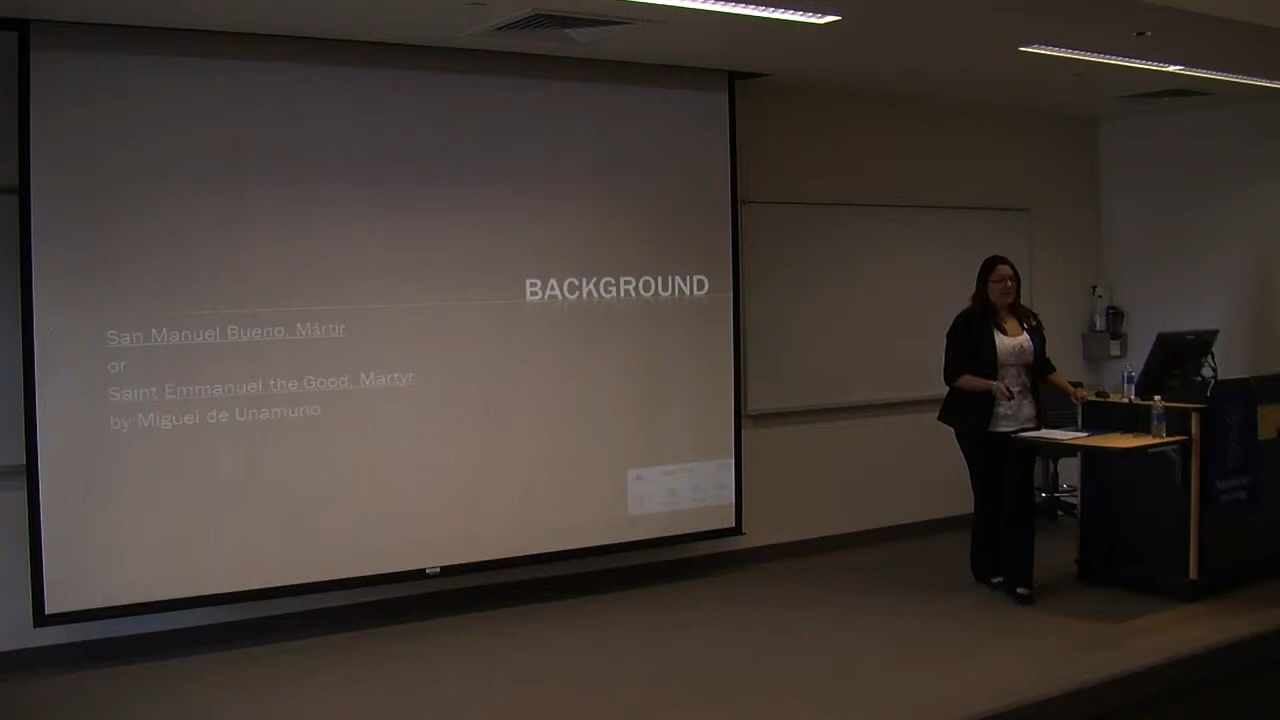 BACKGROUND
San Manuel Bueno, Mártir
or
Saint Emmanuel the Good, Martyr
by Miguel de Unamuno